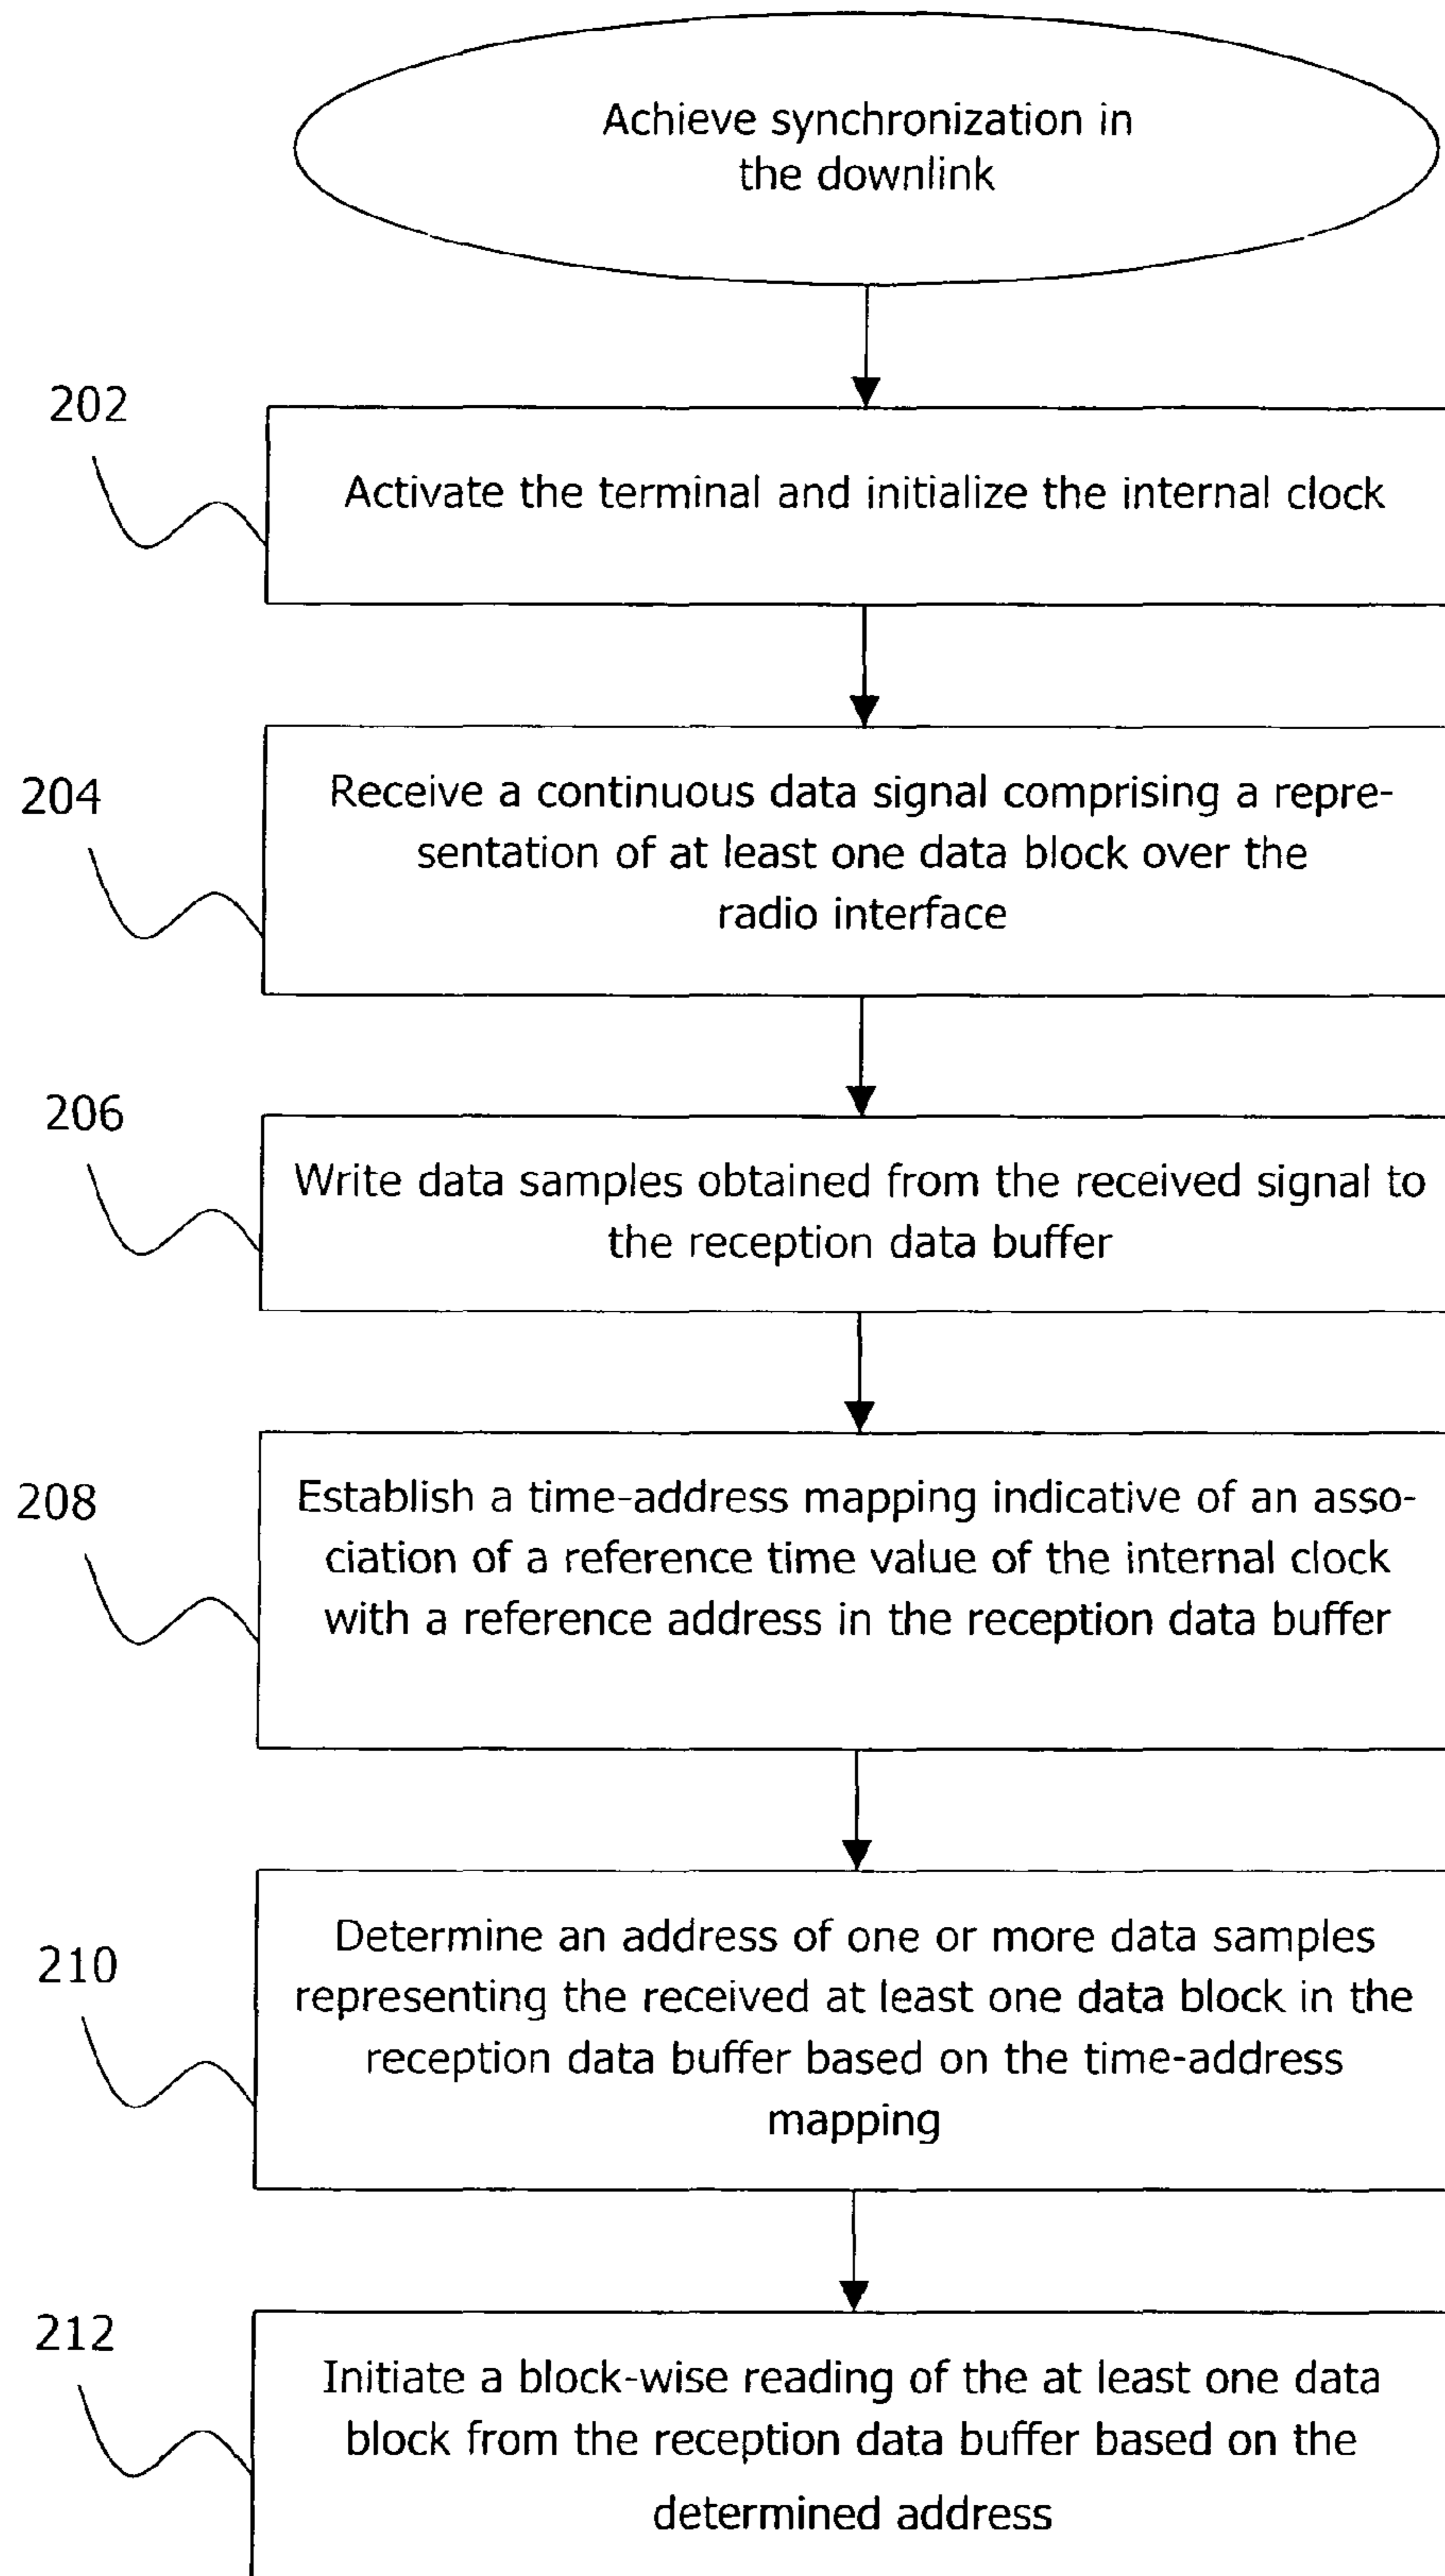 Achieve synchronization in
the downlink
202
Activate the terminal and initialize the internal clock
204
Receive a continuous data signal comprising a repre-
sentation of at least one data block over the
radio interface
206
Write data samples obtained from the received signal to
the reception data buffer
208
Establish a time-address mapping indicative of an asso-
ciation of a reference time value of the internal clock
with a reference address in the reception data buffer
210
Determine an address of one or more data samples
representing the received at least one data block in the
reception data buffer based on the time-address
mapping
212
Initiate a block-wise reading of the at least one data
block from the reception data buffer based on the
determined address